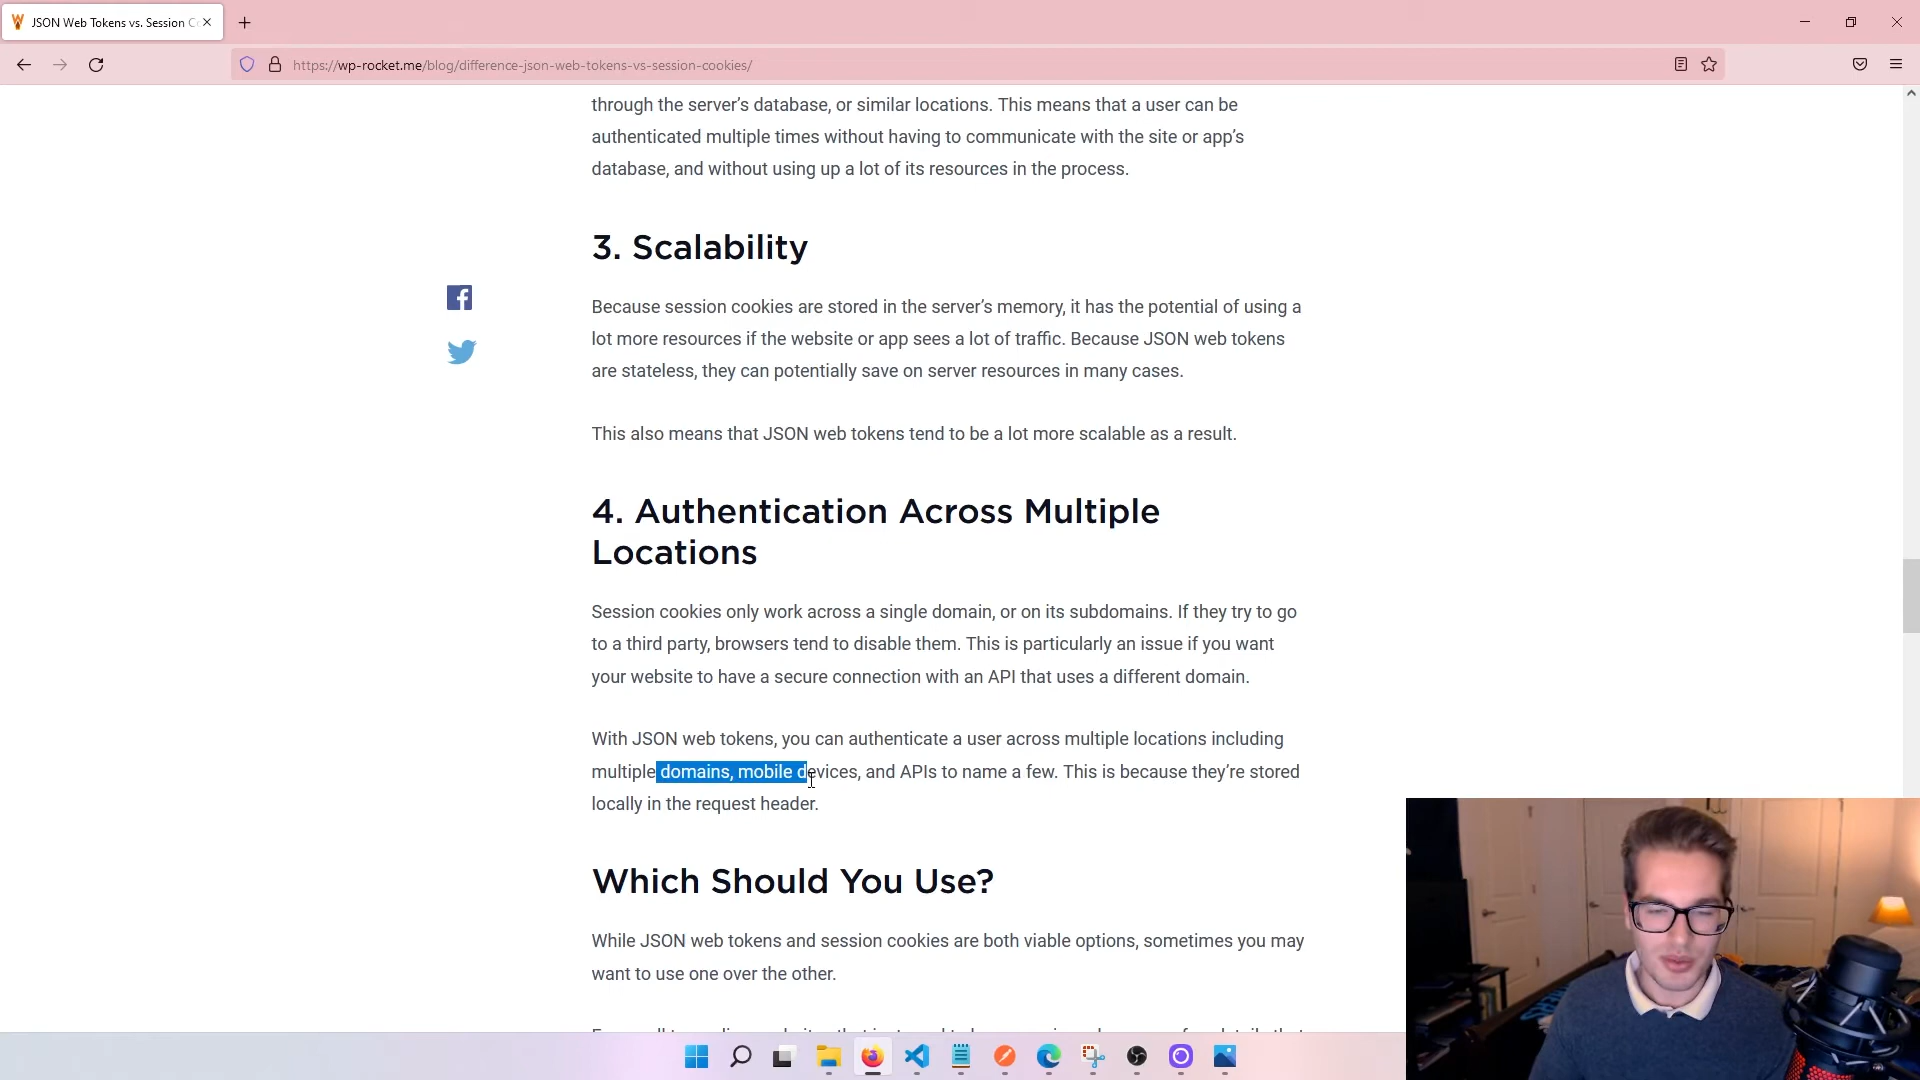 JSON Web Tokens vs. Session C
https://wp-rocket.me/blog/difference-json-web-tokens-vs-session-cookies/
through the server’s database, or similar locations. This means that a user can be
authenticated multiple times without having to communicate with the site or app’s
database, and without using up a lot of its resources in the process.
3. Scalability
Because session cookies are stored in the server’s memory, it has the potential of using a
lot more resources if the website or app sees a lot of traffic. Because JSON web tokens
are stateless, they can potentially save on server resources in many cases.
This also means that JSON web tokens tend to be a lot more scalable as a result.
4. Authentication Across Multiple
Locations
Session cookies only work across a single domain, or on its subdomains. If they try to go
to a third party, browsers tend to disable them. This is particularly an issue if you want
your website to have a secure connection with an API that uses a different domain.
With JSON web tokens, you can authenticate a user across multiple locations including
multiple domains, mobile devices, and APIs to name a few. This is because they’re stored
locally in the request header.
Which Should You Use?
While JSON web tokens and session cookies are both viable options, sometimes you may
want to use one over the other.